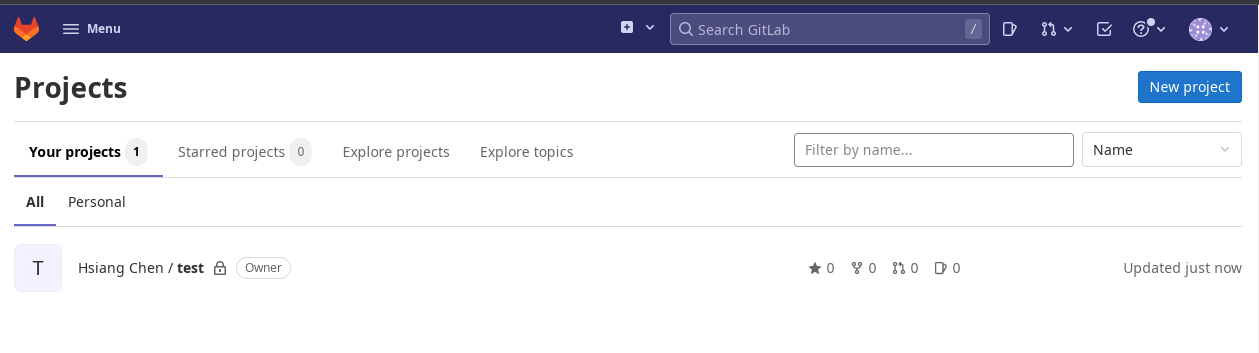 Menu
Search GitLab /
Projects
New project
Your projects 1 Starred projects 0 Explore projects Explore topics Filter by name... Name
All Personal
T Hsiang Chen / test Owner 0 0 0 0 Updated just now